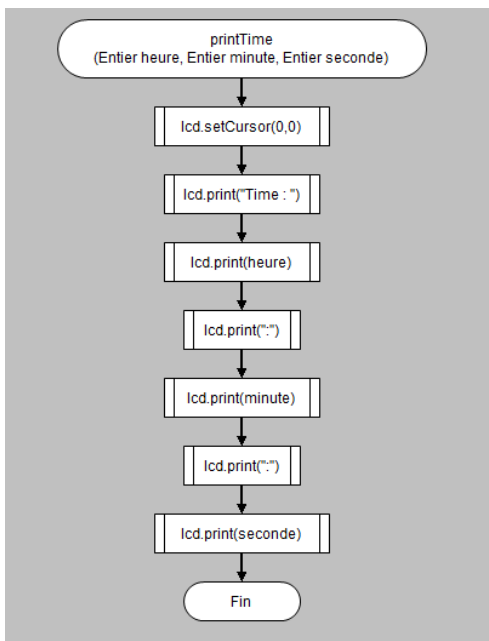 printTime
(Entier heure, Entier minute, Entier seconde)
lcd.setCursor(0,0)
lcd.print("Time : ")
lcd.print(heure)
lcd.print(":")
lcd.print(minute)
lcd.print(":")
lcd.print(seconde)
Fin